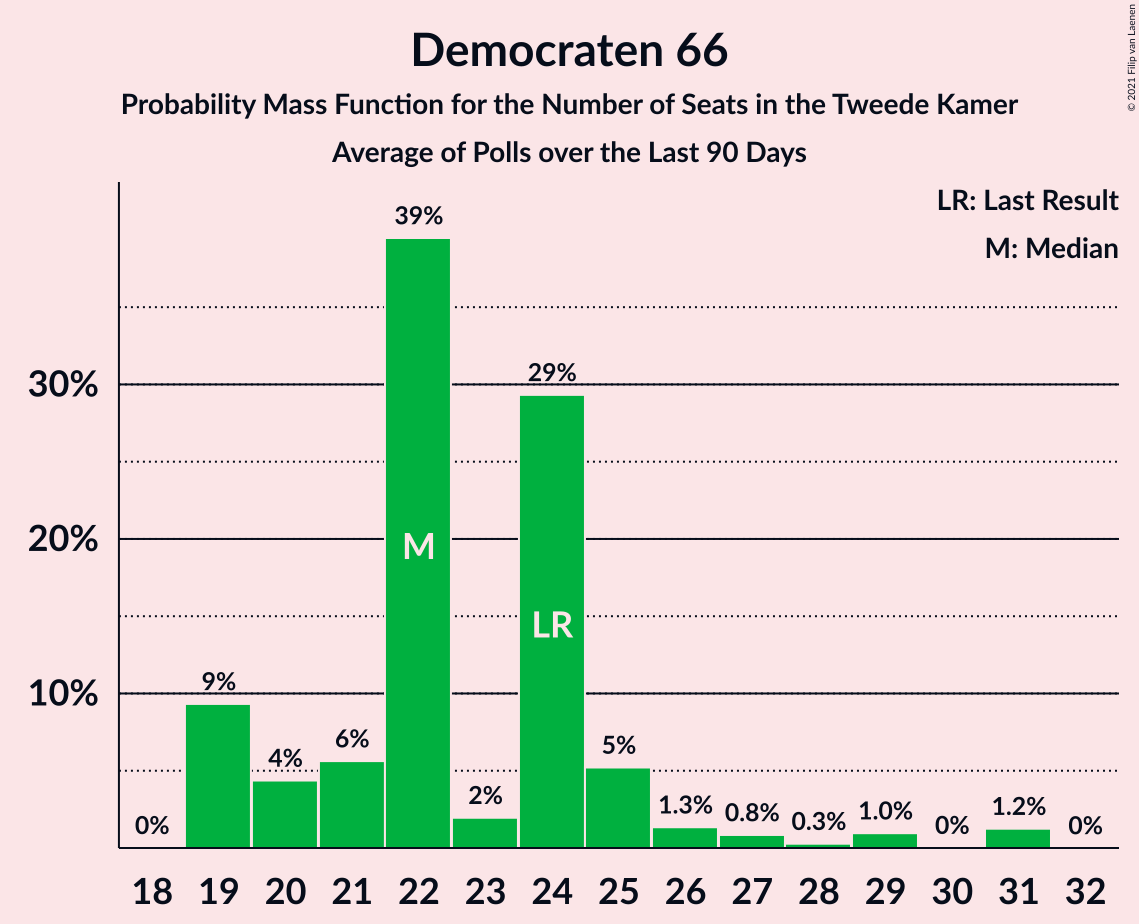 © 2021 Filip van Laenen
Democraten 66
Probability Mass Function for the Number of Seats in the Tweede Kamer
Average of Polls over the Last 90 Days
LR: Last Result
M: Median
30%
20%
10%
0%
9%
4%
6%
39%
2%
29%
5%
1.3%
0.8%
0.3%
1.0%
0%
1.2%
0%
M
LR
18 19 20 21 22 23 24 25 26 27 28 29 30 31 32